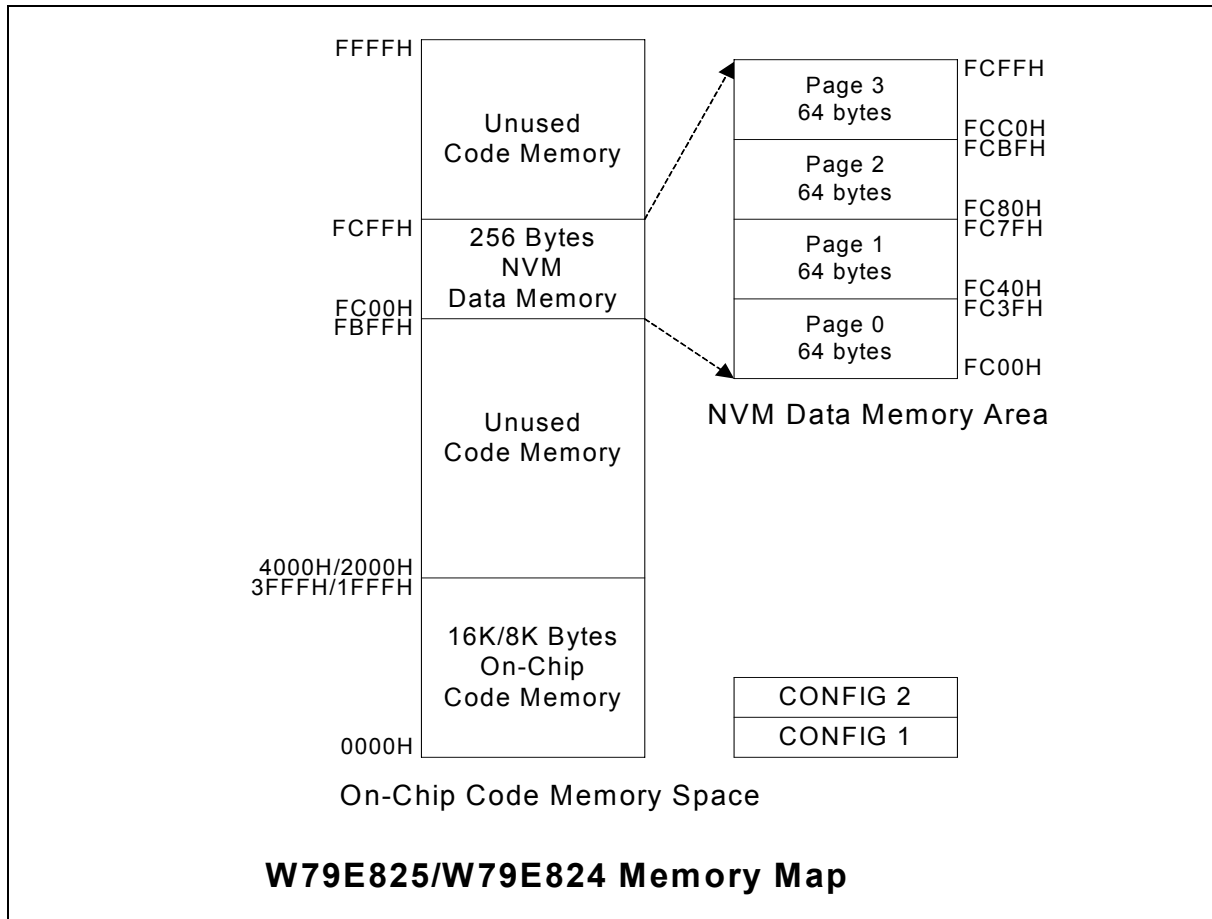 FFFFH
Unused
Code Memory
FCFFH
256 Bytes
NVM
Data Memory
FC00H
FBFFH
Unused
Code Memory
4000H/2000H
3FFFH/1FFFH
16K/8K Bytes
On-Chip
Code Memory
0000H
On-Chip Code Memory Space
FCFFH
Page 3
64 bytes
FCC0H
FCBFH
Page 2
64 bytes
FC80H
FC7FH
Page 1
64 bytes
FC40H
FC3FH
Page 0
64 bytes
FC00H
NVM Data Memory Area
CONFIG 2
CONFIG 1
W79E825/W79E824 Memory Map